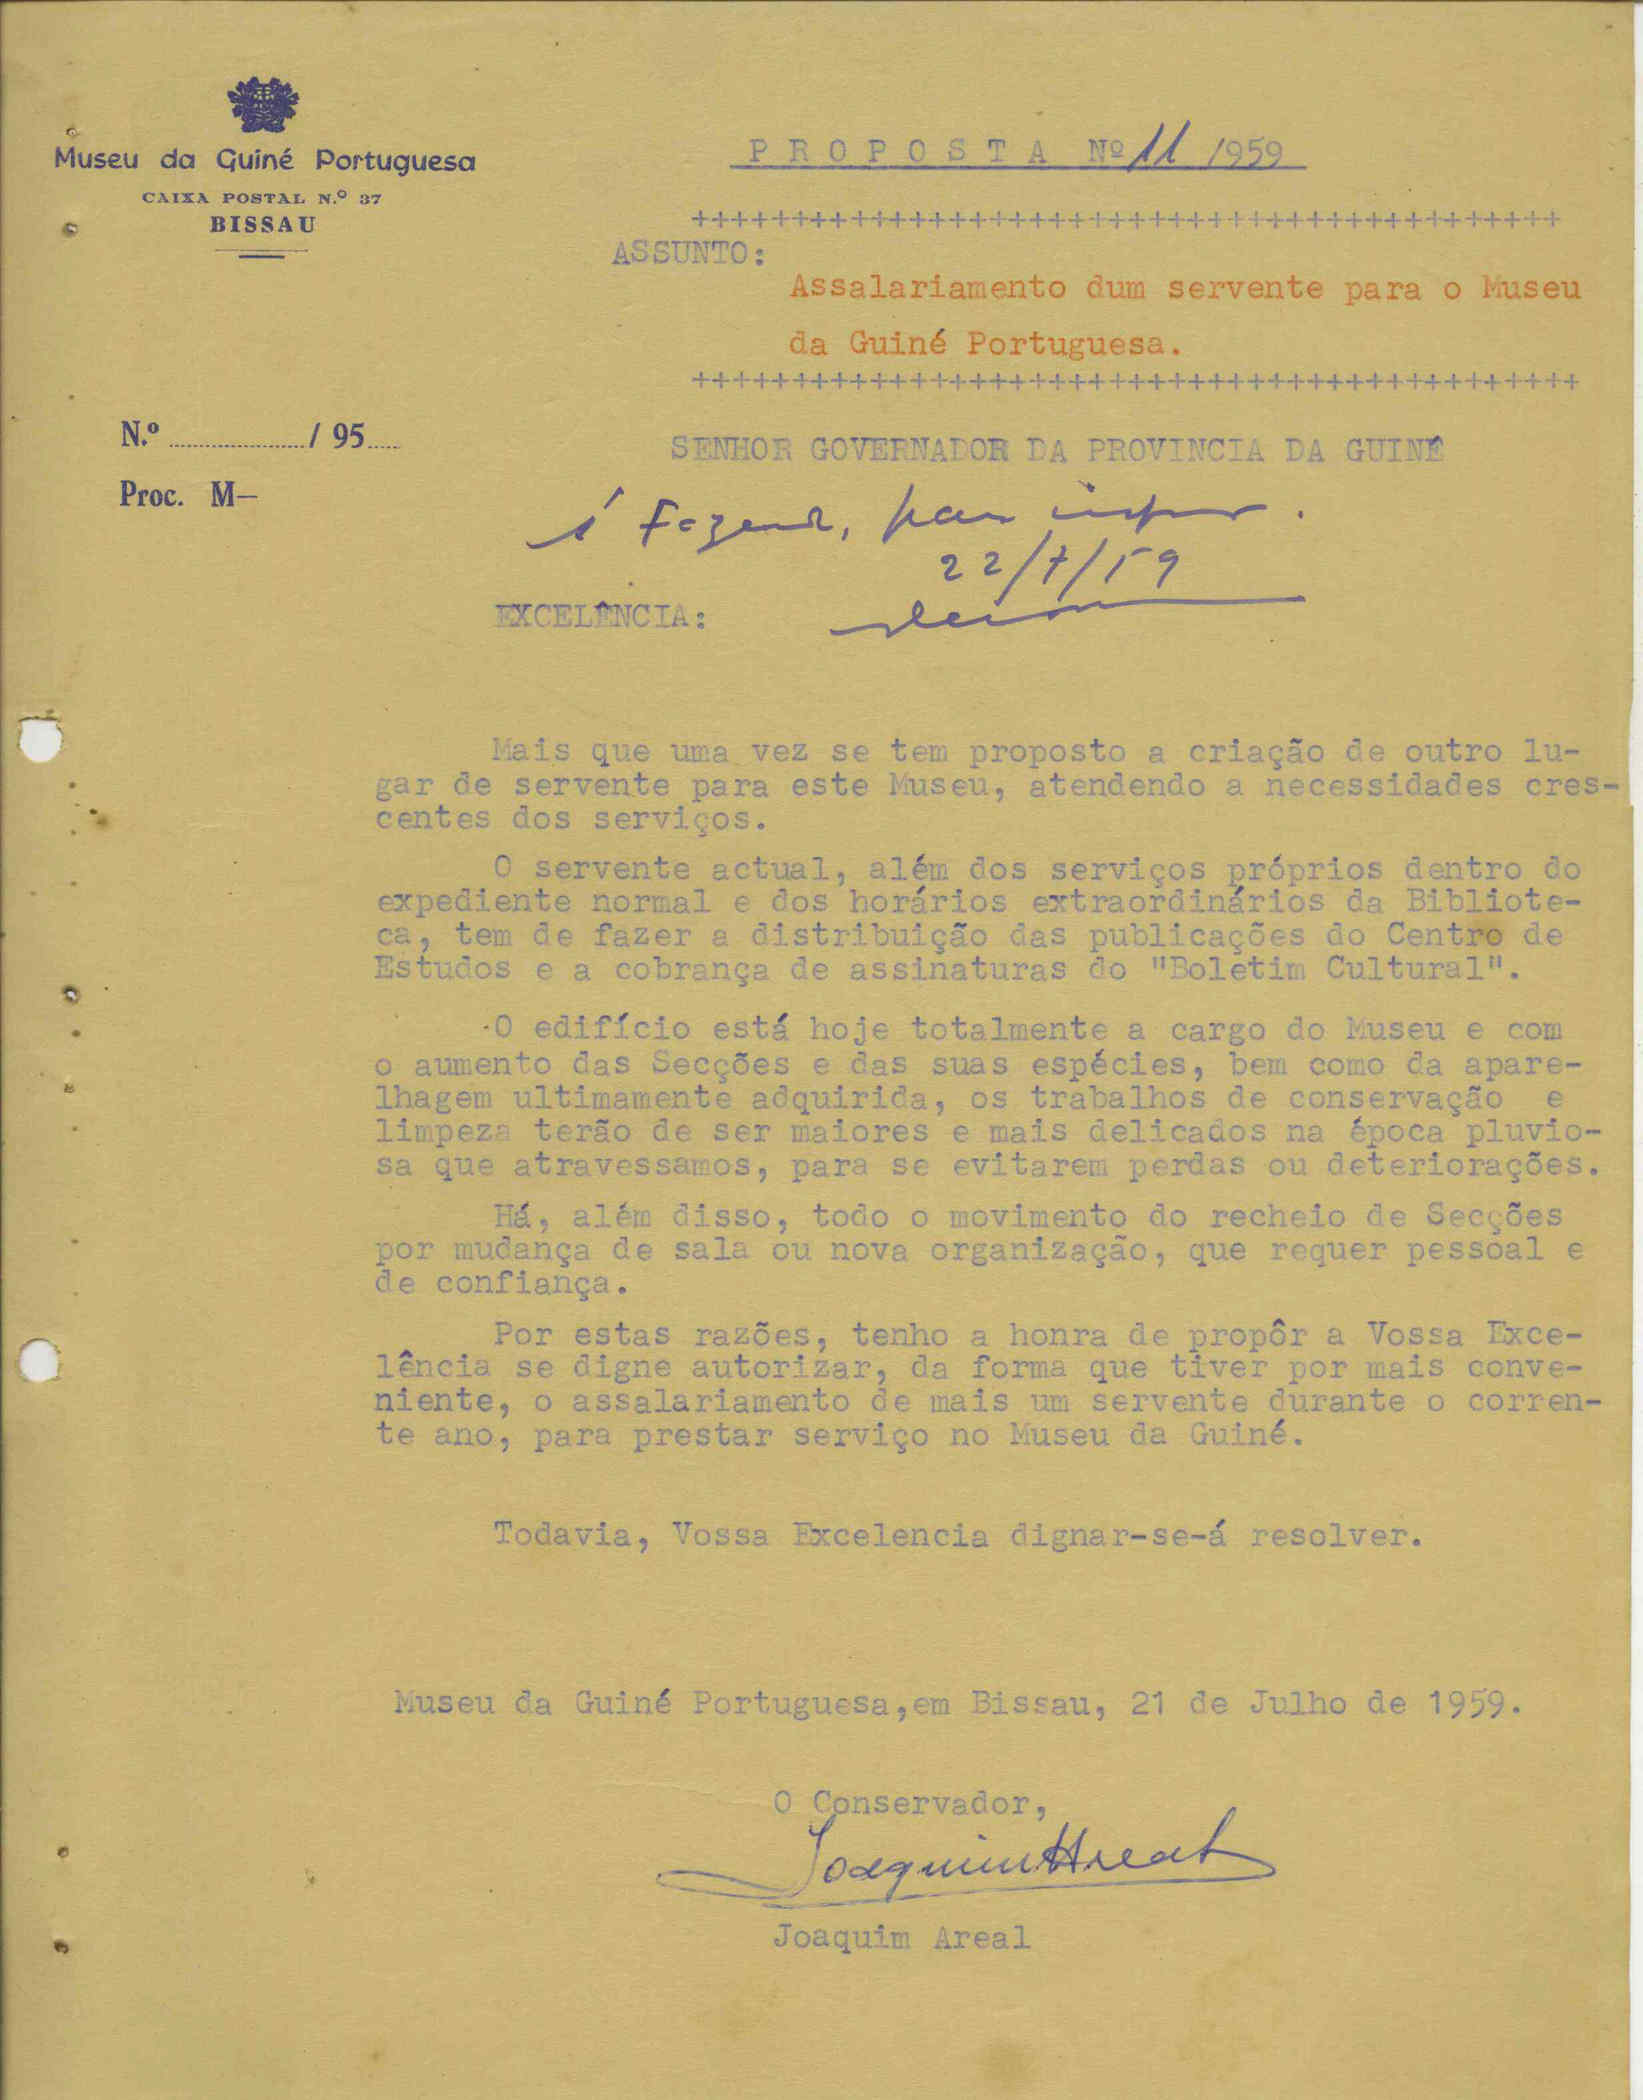 Museu da Guiné Portuguesa
CAIXA POSTAL N.º 37
BISSAU
PROPOSTA Nº 11 /1959
++++++++++++++++++++++++++++++++++++++++++++
ASSUNTO:
Assalariamento dum servente para o Museu
da Guiné Portuguesa.
+++++++++++++++++++++++++++++++++++++++++++++
N.º ................../ 95.....
Proc. M—
SENHOR GOVERNADOR DA PROVINCIA DA GUINÉ
À Fazenda, para
22/7/59
EXCELÊNCIA:
Mais que uma vez se tem proposto a criação de outro lu-
gar de servente para este Museu, atendendo a necessidades cres-
centes dos serviços.
O servente actual, além dos serviços próprios dentro do
expediente normal e dos horários extraordinários da Bibliote-
ca, tem de fazer a distribuição das publicações do Centro de
Estudos e a cobrança de assinaturas do "Boletim Cultural".
O edifício está hoje totalmente a cargo do Museu e com
o aumento das Secções e das suas espécies, bem como da apare-
lhagem ultimamente adquirida, os trabalhos de conservação e
limpeza terão de ser maiores e mais delicados na época pluvio-
sa que atravessamos, para se evitarem perdas ou deteriorações.
Há, além disso, todo o movimento do recheio de Secções
por mudança de sala ou nova organização, que requer pessoal e
de confiança.
Por estas razões, tenho a honra de propôr a Vossa Exce-
lência se digne autorizar, da forma que tiver por mais conve-
niente, o assalariamento de mais um servente durante o corren-
te ano, para prestar serviço no Museu da Guiné.
Todavia, Vossa Excelencia dignar-se-á resolver.
Museu da Guiné Portuguesa,em Bissau, 21 de Julho de 1959.
O Conservador,
Joaquim Areal
Joaquim Areal